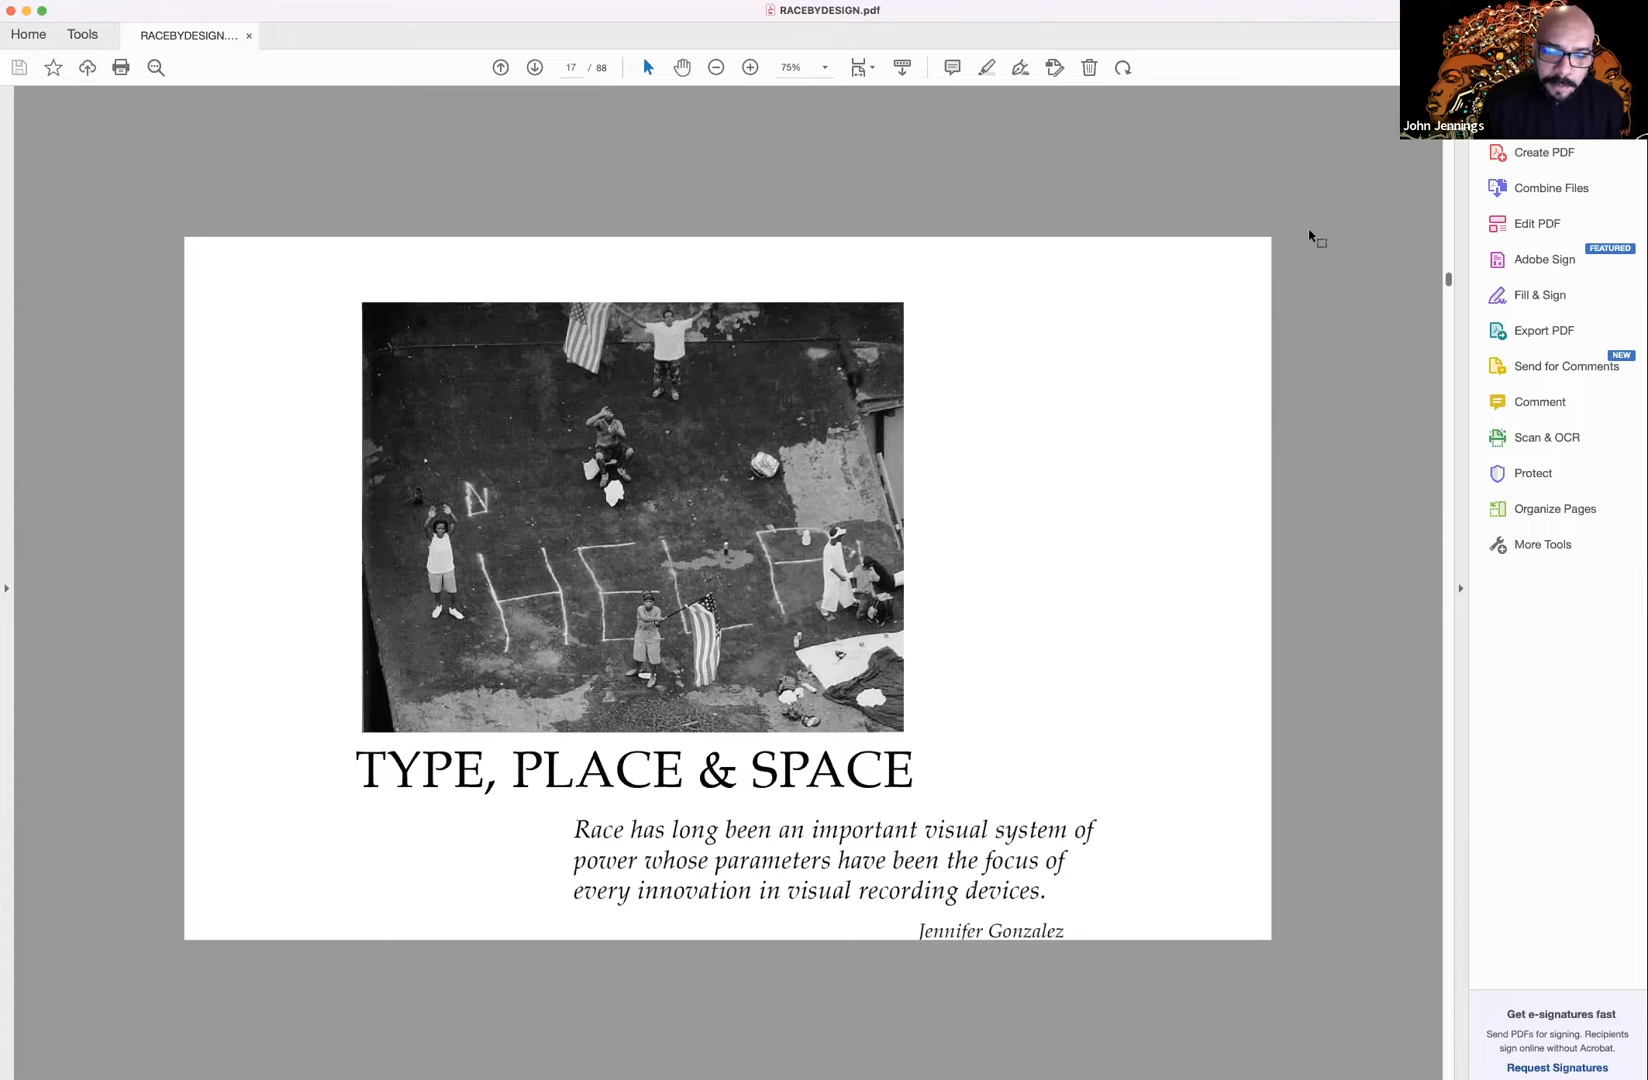 RACEBYDESIGN.pdf
Home
Tools
RACEBYDESIGN.... ×
17 / 88
75%
John Jennings
Create PDF
Combine Files
Edit PDF
FEATURED
Adobe Sign
Fill & Sign
Export PDF
NEW
Send for Comments
Comment
Scan & OCR
Protect
Organize Pages
More Tools
N
HELP
TYPE, PLACE & SPACE
Race has long been an important visual system of
power whose parameters have been the focus of
every innovation in visual recording devices.
Jennifer Gonzalez
Get e-signatures fast
Send PDFs for signing. Recipients
sign online without Acrobat.
Request Signatures